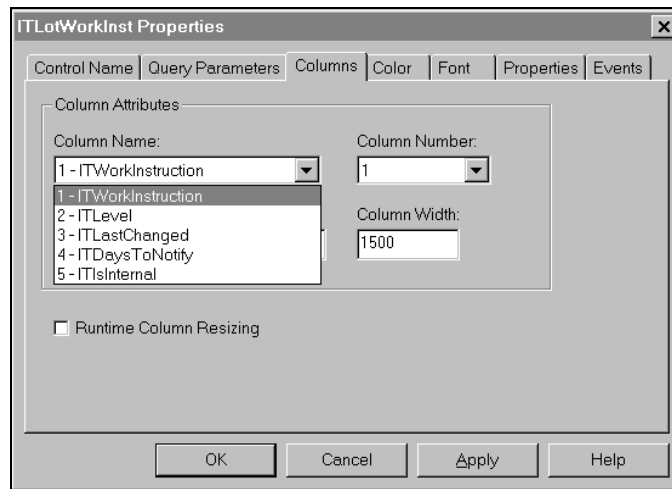 ITLotWorkInst Properties
Control Name Query Parameters Columns Color Font Properties Events
Column Attributes
Column Name: Column Number:
1 - ITWorkInstruction 1
1 - ITWorkInstruction
2 - ITLevel
3 - ITLastChanged
4 - ITDaysToNotify
5 - ITIsInternal
Column Width:
1500
Runtime Column Resizing
OK Cancel Apply Help